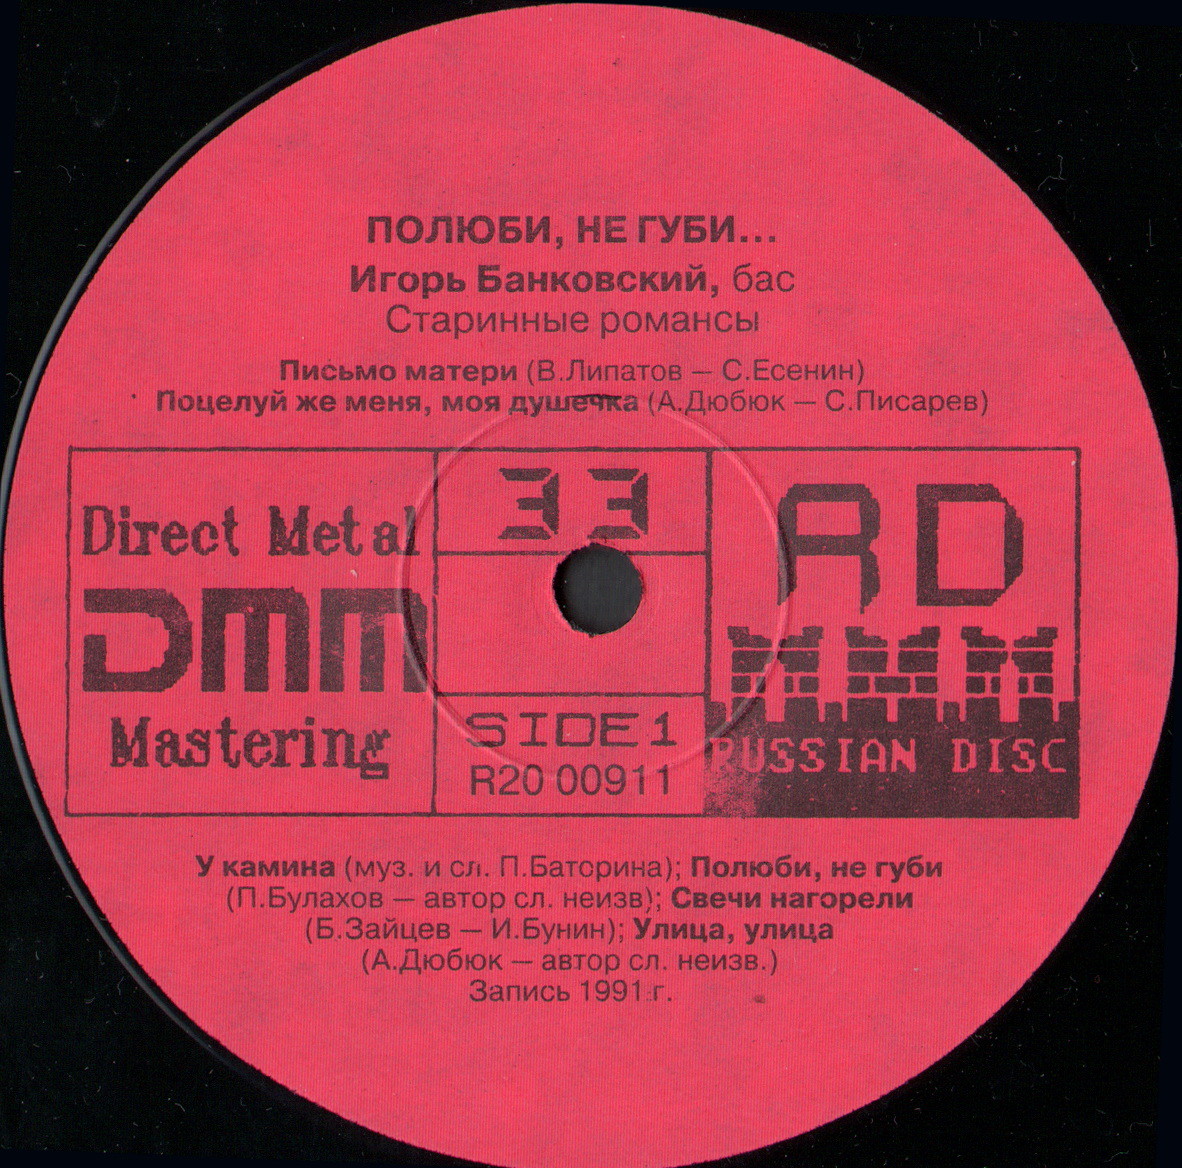 ПОЛЮБИ, НЕ ГУБИ...
Игорь Банковский, бас
Старинные романсы
Письмо матери (В.Липатов — С.Есенин)
Поцелуй же меня, моя душечка (А.Дюбюк — С.Писарев)
Direct Metal
DMM
Mastering
33
SIDE 1
R20 00911
RD
RUSSIAN DISC
У камина (муз. и сл. П.Баторина); Полюби, не губи
(П.Булахов — автор сл. неизв); Свечи нагорели
(Б.Зайцев — И.Бунин); Улица, улица
(А.Дюбюк — автор сл. неизв.)
Запись 1991 г.